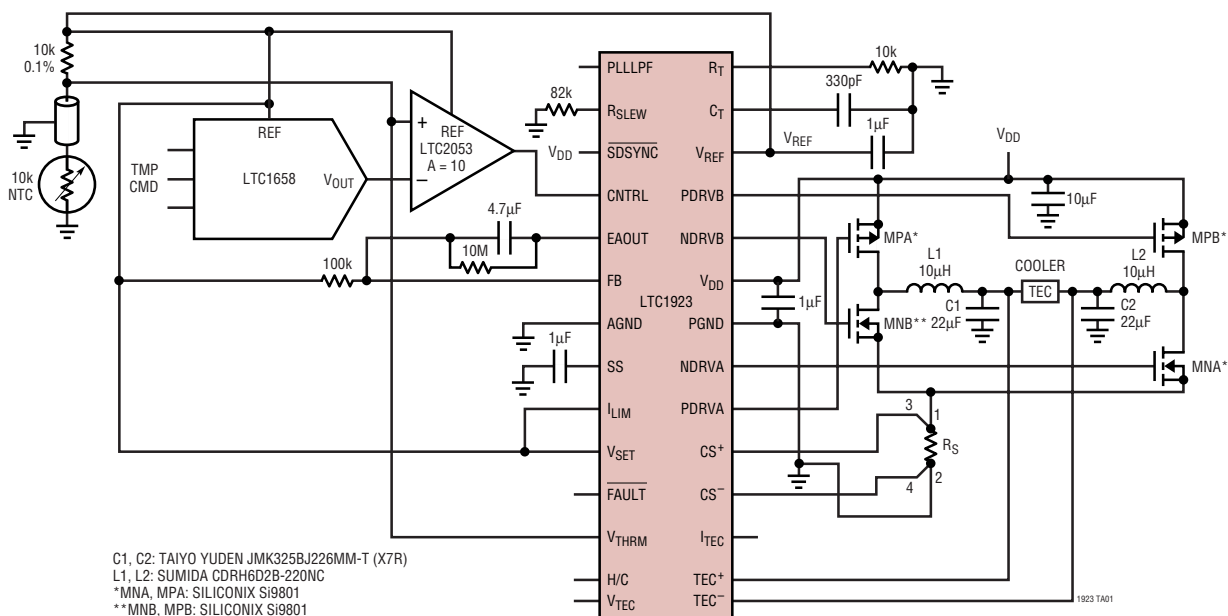 10k
0.1%
10k
NTC
TMP
CMD
REF
LTC1658
VOUT
+
−
REF
LTC2053
A = 10
82k
VDD
4.7µF
10M
100k
1µF
PLLLPF
RSLEW
SDSYNC
CNTRL
EAOUT
FB
AGND
SS
ILIM
VSET
FAULT
VTHRM
H/C
VTEC
LTC1923
RT
CT
VREF
PDRVB
NDRVB
VDD
PGND
NDRVA
PDRVA
CS+
CS−
ITEC
TEC+
TEC−
10k
330pF
1µF
VREF
VDD
10µF
MPA*
MPB*
L1
10µH
COOLER
TEC
L2
10µH
C1
22µF
C2
22µF
1µF
MNB**
MNA*
3
1
RS
4
2
C1, C2: TAIYO YUDEN JMK325BJ226MM-T (X7R)
L1, L2: SUMIDA CDRH6D2B-220NC
*MNA, MPA: SILICONIX Si9801
**MNB, MPB: SILICONIX Si9801
1923 TA01